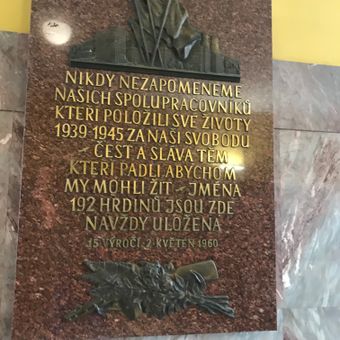 NIKDY NEZAPOMENEME
NAŠICH SPOLUPRACOVNÍKŮ
KTEŘÍ POLOŽILI SVÉ ŽIVOTY
1939-1945 ZA NAŠI SVOBODU
- ČEST A SLÁVA TĚM
KTEŘÍ PADLI ABYCHOM
MY MOHLI ŽÍT - JMÉNA
192 HRDINŮ JSOU ZDE
NAVŽDY ULOŽENA
15. VÝROČÍ, 2. KVĚTEN 1960